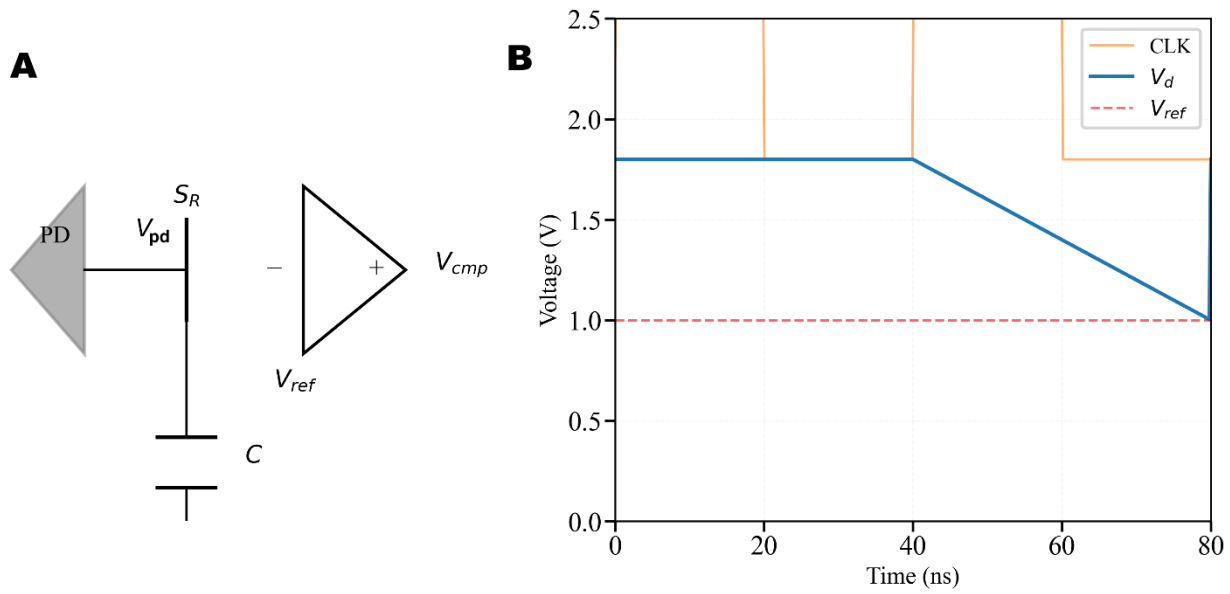 A
PD
V_pd
S_R
−
+
V_cmp
V_ref
C
B
Voltage (V)
2.5
2.0
1.5
1.0
0.5
0.0
0
20
40
60
80
Time (ns)
CLK
V_d
V_ref